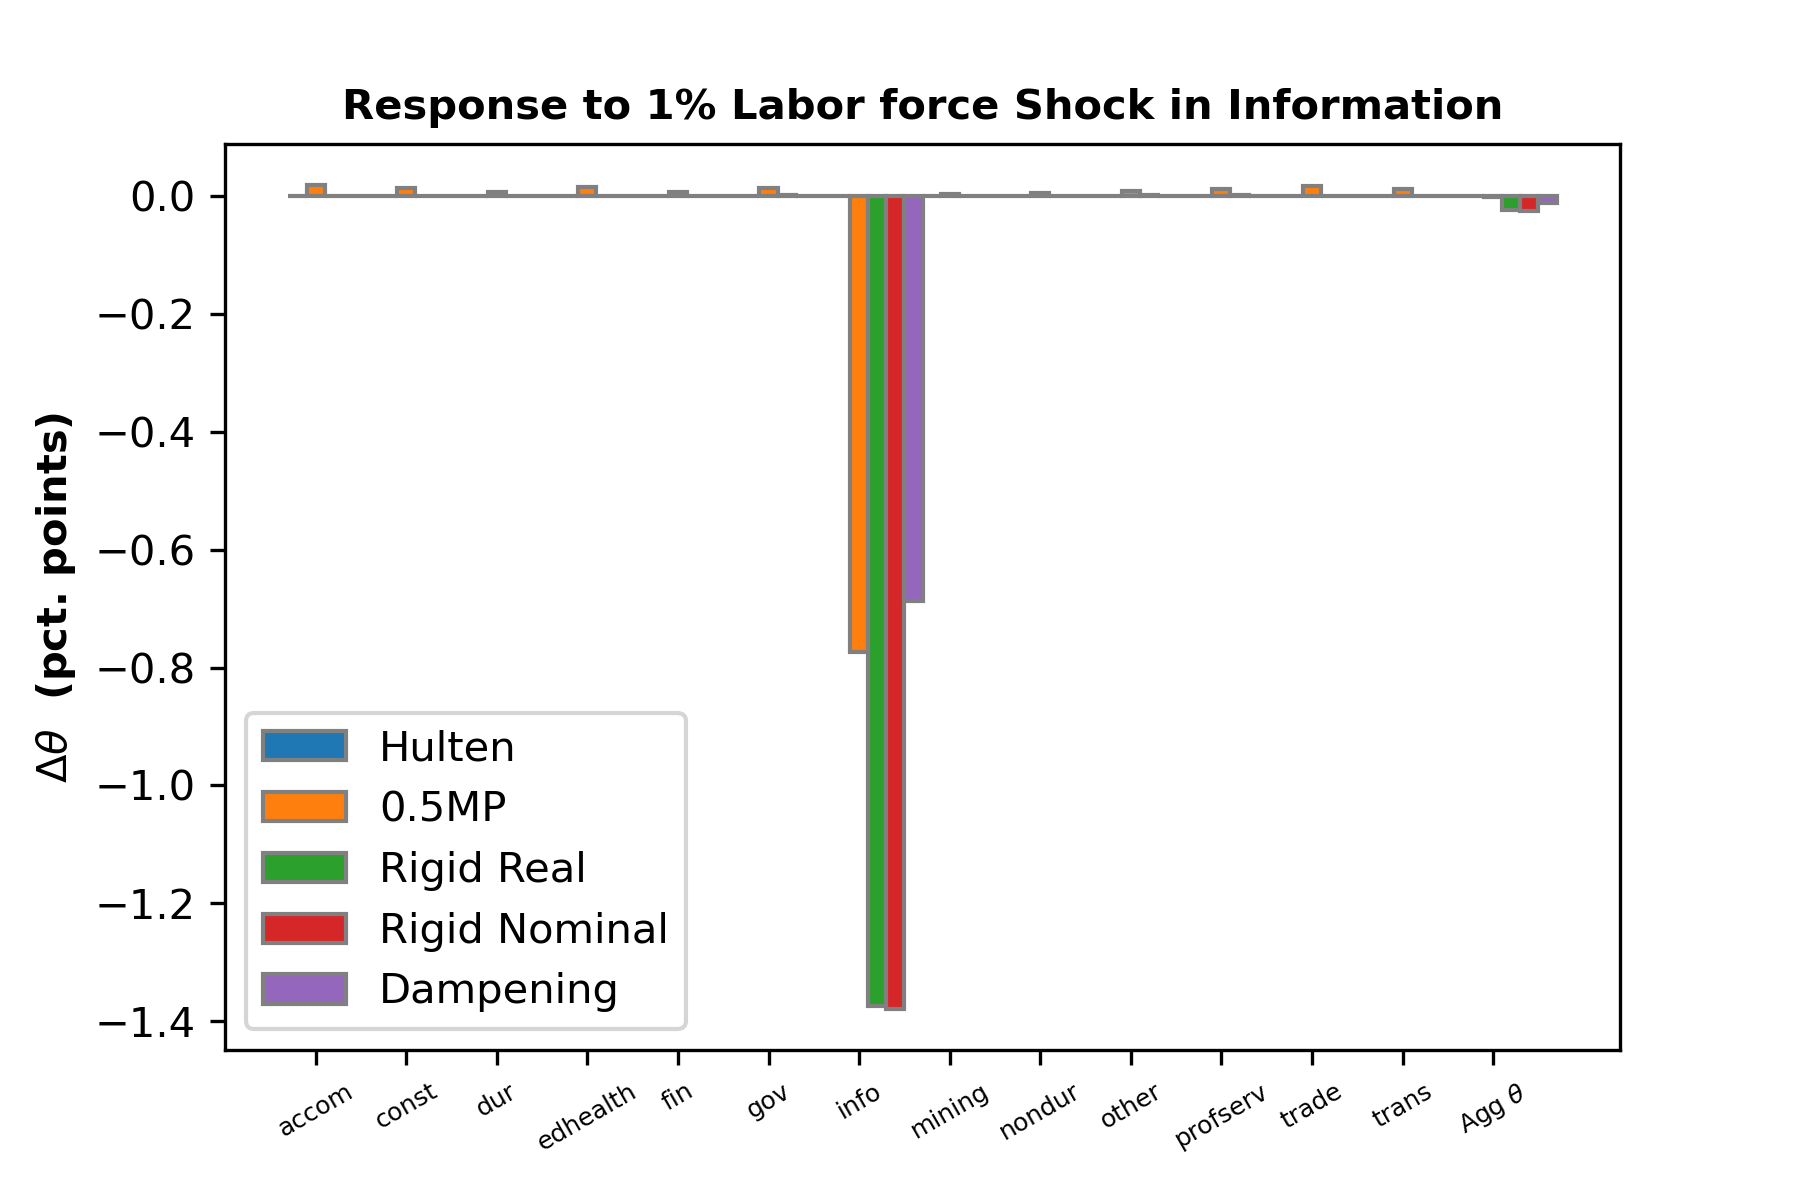 Response to 1% Labor force Shock in Information
Δθ (pct. points)
0.0
−0.2
−0.4
−0.6
−0.8
−1.0
−1.2
−1.4
Hulten
0.5MP
Rigid Real
Rigid Nominal
Dampening
accom const dur edhealth fin gov info mining nondur other profserv trade trans Agg θ